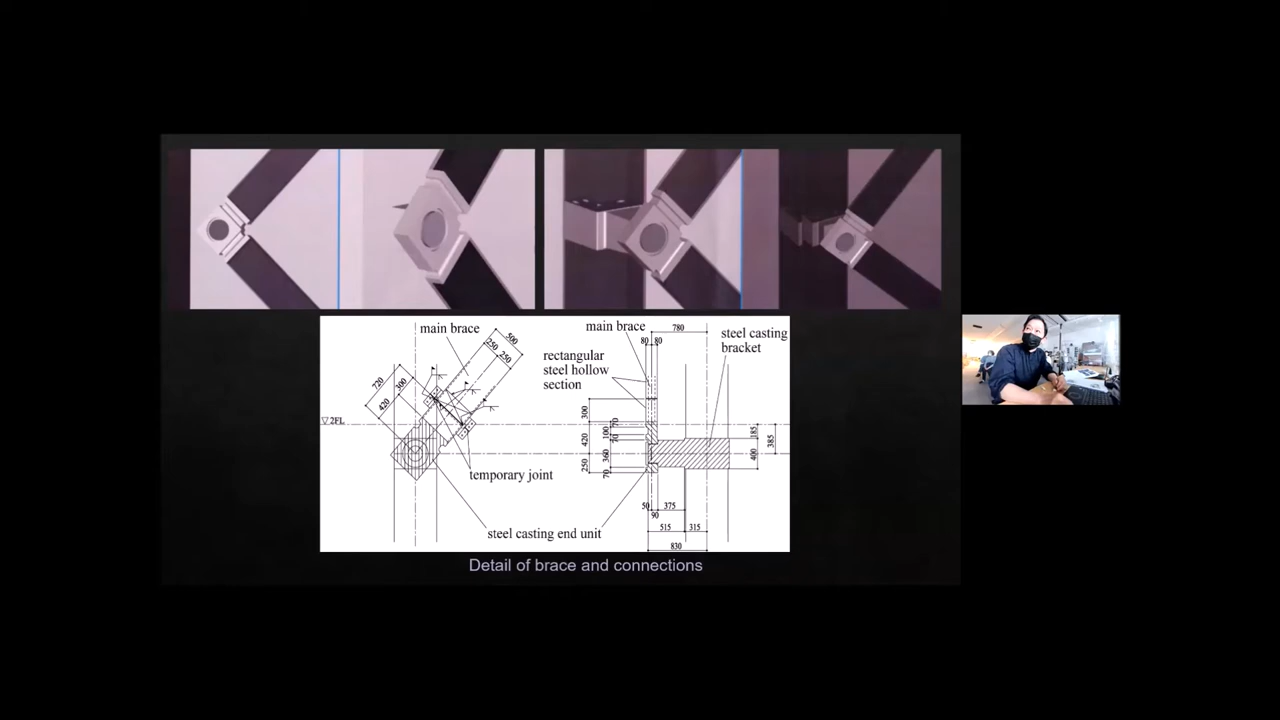 main brace
500
250
250
720
300
420
2FL
temporary joint
steel casting end unit
main brace
780
80
80
steel casting
bracket
rectangular
steel hollow
section
300
70
100
420
70
360
250
70
185
385
400
50
375
90
515
315
830
Detail of brace and connections